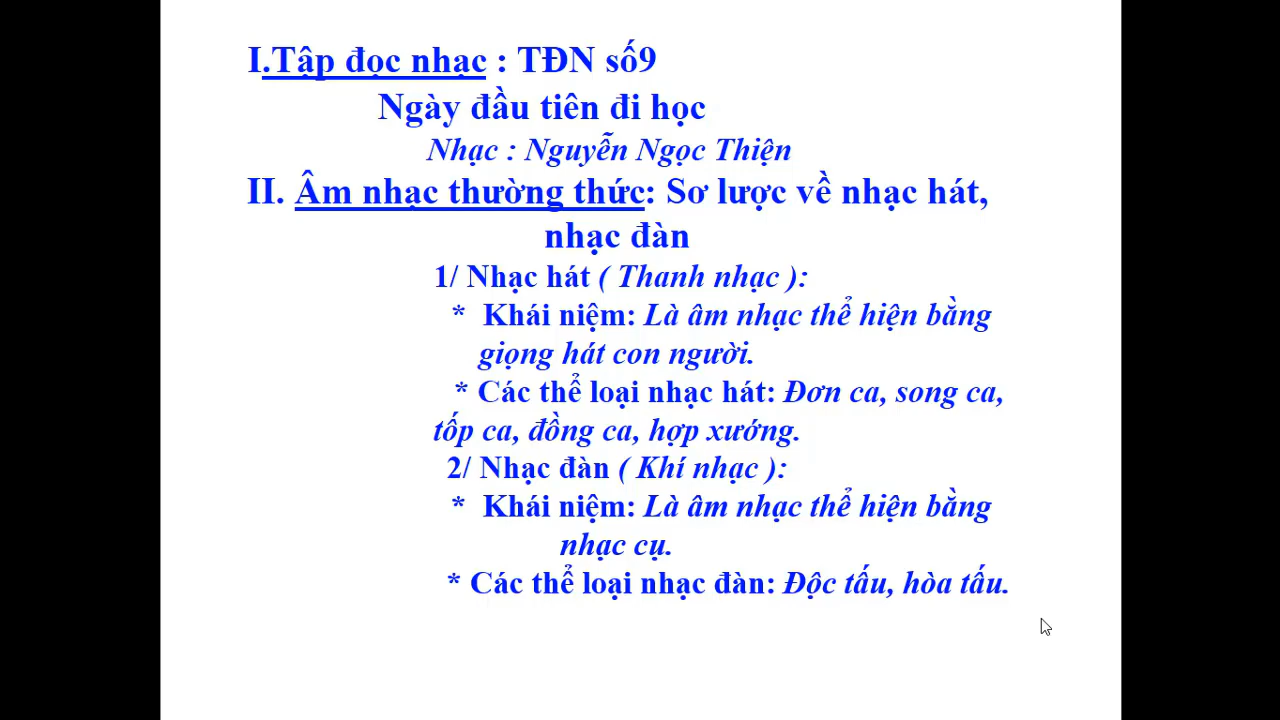 I.Tập đọc nhạc : TĐN số9
Ngày đầu tiên đi học
Nhạc : Nguyễn Ngọc Thiện
II. Âm nhạc thường thức: Sơ lược về nhạc hát,
nhạc đàn
1/ Nhạc hát ( Thanh nhạc ):
* Khái niệm: Là âm nhạc thể hiện bằng
giọng hát con người.
* Các thể loại nhạc hát: Đơn ca, song ca,
tốp ca, đồng ca, hợp xướng.
2/ Nhạc đàn ( Khí nhạc ):
* Khái niệm: Là âm nhạc thể hiện bằng
nhạc cụ.
* Các thể loại nhạc đàn: Độc tấu, hòa tấu.